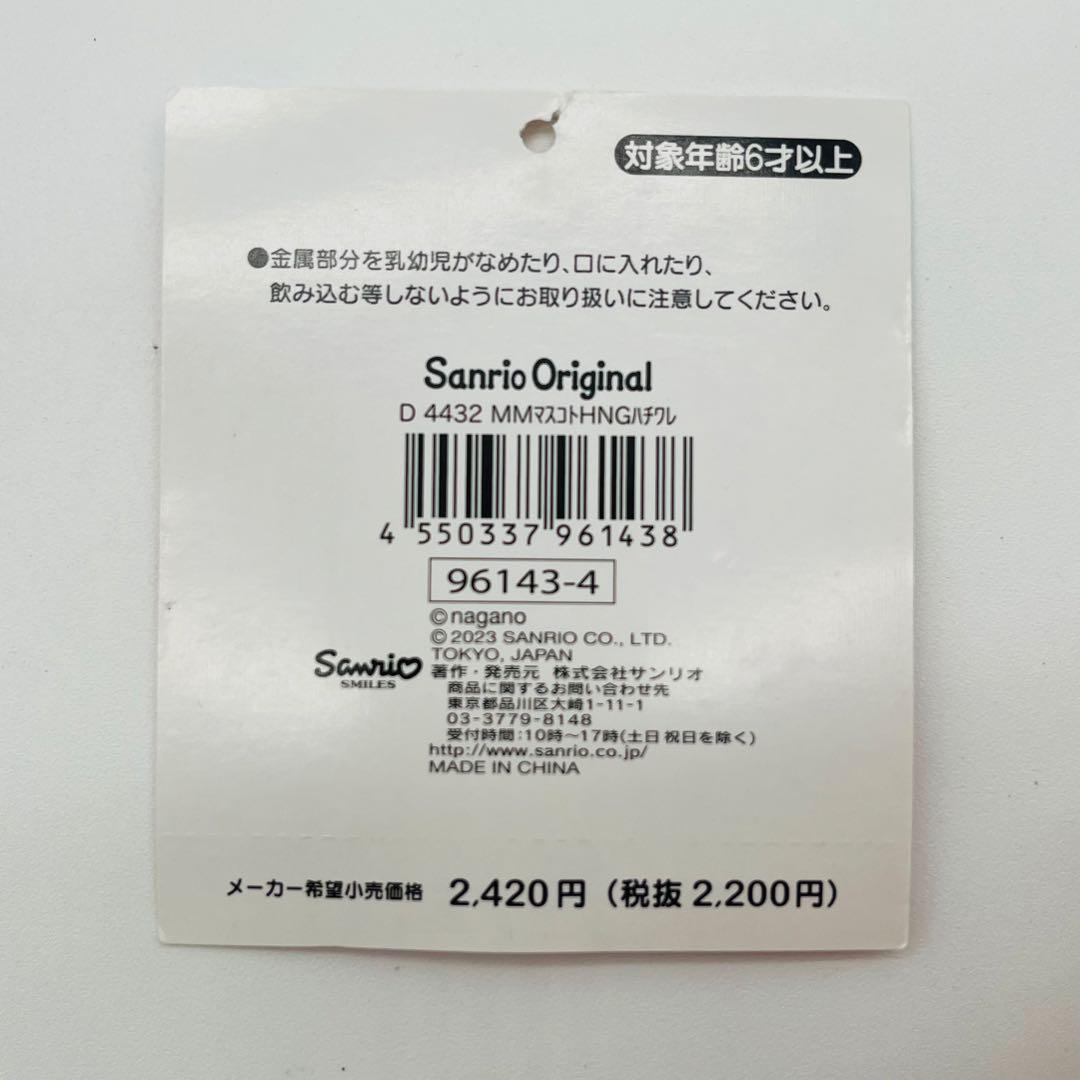 対象年齢6才以上
●金属部分を乳幼児がなめたり、口に入れたり、
飲み込む等しないようにお取り扱いに注意してください。
Sanrio Original
D 4432 MMﾏｽｺﾄHNGﾊﾁﾜﾚ
4 550337 961438
96143-4
©nagano
© 2023 SANRIO CO., LTD.
TOKYO, JAPAN
Sanrio
SMILES
著作・発売元 株式会社サンリオ
商品に関するお問い合わせ先
東京都品川区大崎1-11-1
03-3779-8148
受付時間:10時〜17時(土日 祝日を除く)
http://www.sanrio.co.jp/
MADE IN CHINA
メーカー希望小売価格 2,420円（税抜 2,200円）